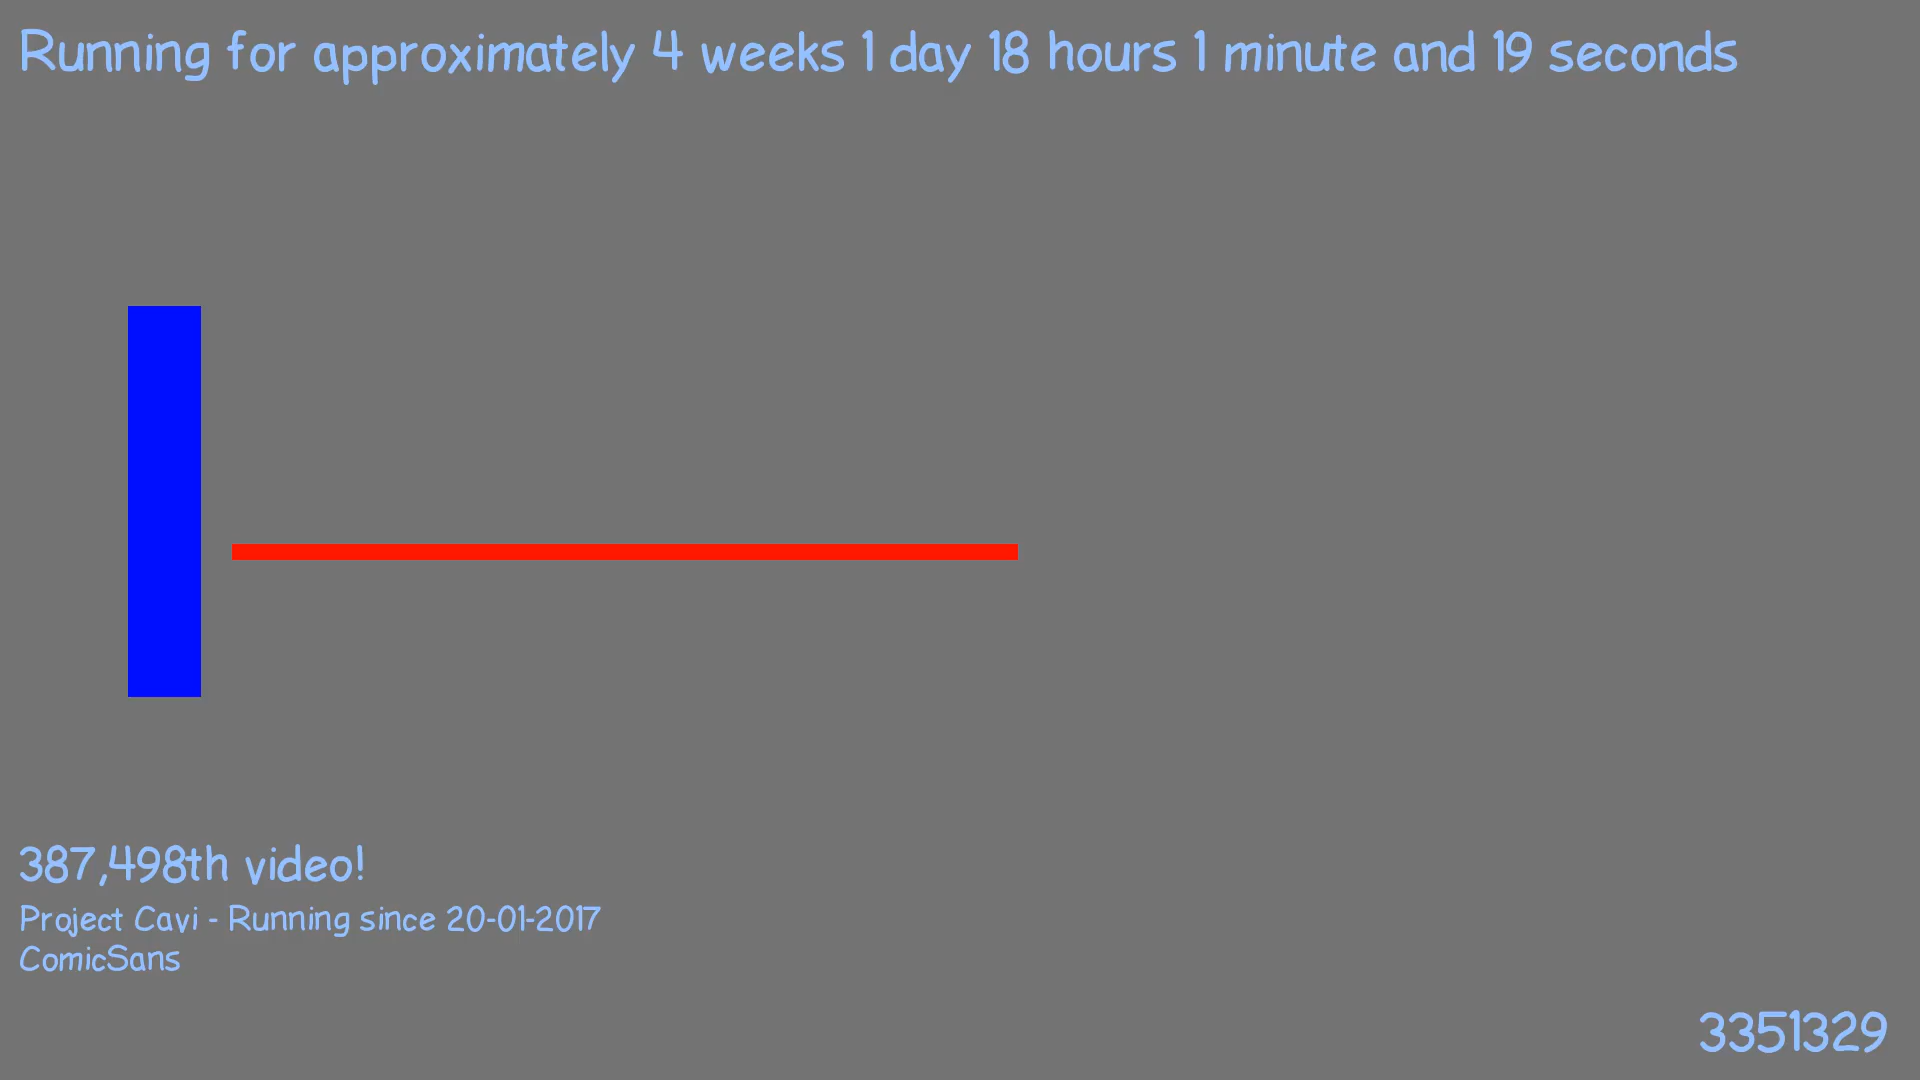 Running for approximately 4 weeks 1 day 18 hours 1 minute and 19 seconds
387,498th video!
Project Cavi - Running since 20-01-2017
ComicSans
3351329